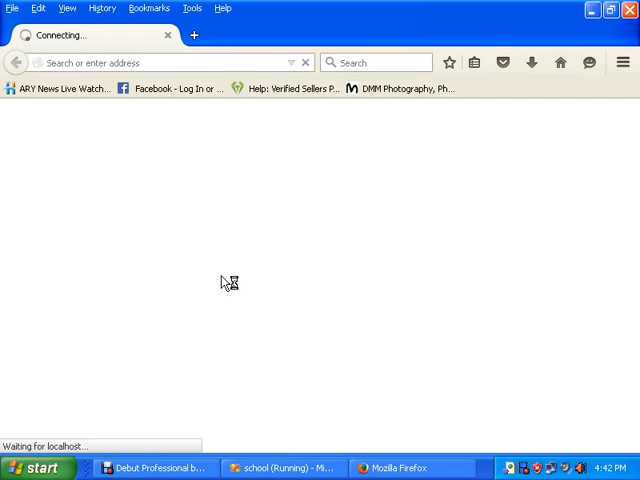 File Edit View History Bookmarks Tools Help
Connecting...
Search or enter address
Search
ARY News Live Watch... Facebook - Log In or ... Help: Verified Sellers P... DMM Photography, Ph...
Waiting for localhost...
start Debut Professional b... school (Running) - Mi... Mozilla Firefox 4:42 PM